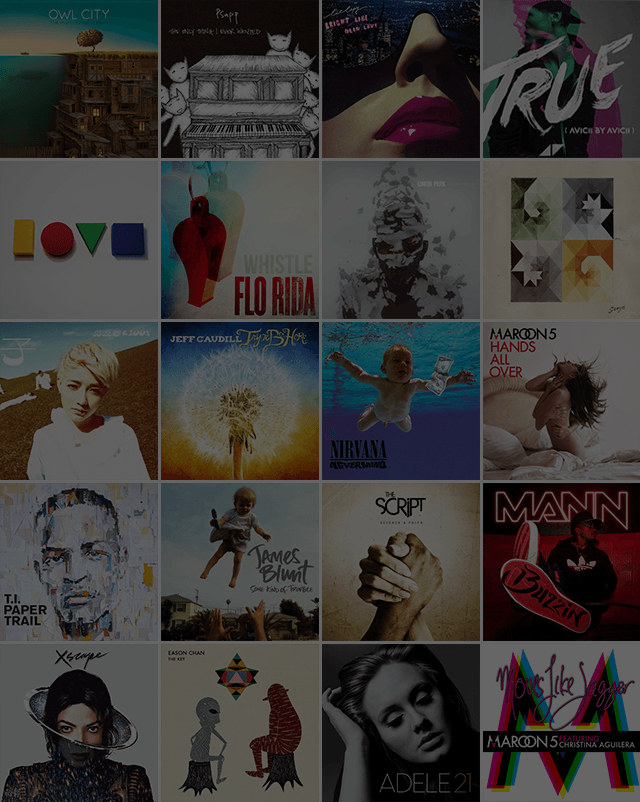 OWL CITY
Psapp
THE ONLY THING I EVER WANTED
BRIGHT LIKE
NEON LOVE
TRUE
( AVICII BY AVICII )
LOVE
WHISTLE
FLO RIDA
LINKIN PARK
JEFF CAUDILL
Try to Be Here
NIRVANA
NEVERMIND
MAROON 5
HANDS
ALL
OVER
T.I.
PAPER
TRAIL
James
Blunt
Some Kind of Trouble
THE
SCRIPT
SCIENCE & FAITH
MANN
BUZZIN
Xscape
EASON CHAN
THE KEY
ADELE 21
Moves Like Jagger
MAROON 5 FEATURING
CHRISTINA AGUILERA